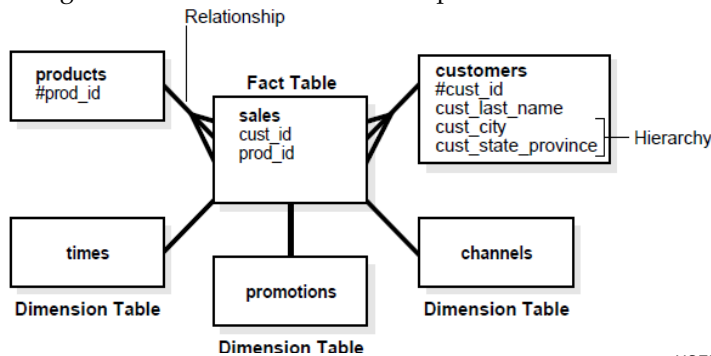 Relationship
products
#prod_id
Fact Table
sales
cust_id
prod_id
customers
#cust_id
cust_last_name
cust_city
cust_state_province
Hierarchy
times
Dimension Table
promotions
Dimension Table
channels
Dimension Table